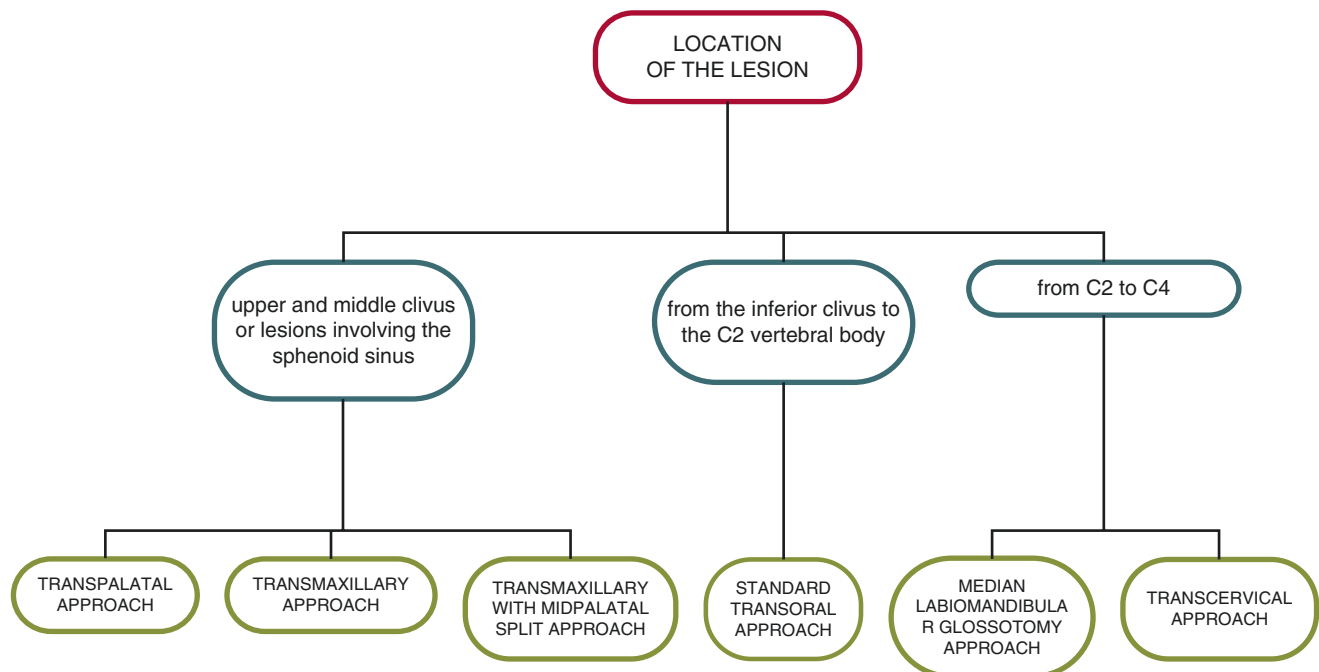 LOCATION
OF THE LESION
upper and middle clivus
or lesions involving the
sphenoid sinus
from the inferior clivus to
the C2 vertebral body
from C2 to C4
TRANSPALATAL
APPROACH
TRANSMAXILLARY
APPROACH
TRANSMAXILLARY
WITH MIDPALATAL
SPLIT APPROACH
STANDARD
TRANSORAL
APPROACH
MEDIAN
LABIOMANDIBULA
R GLOSSOTOMY
APPROACH
TRANSCERVICAL
APPROACH